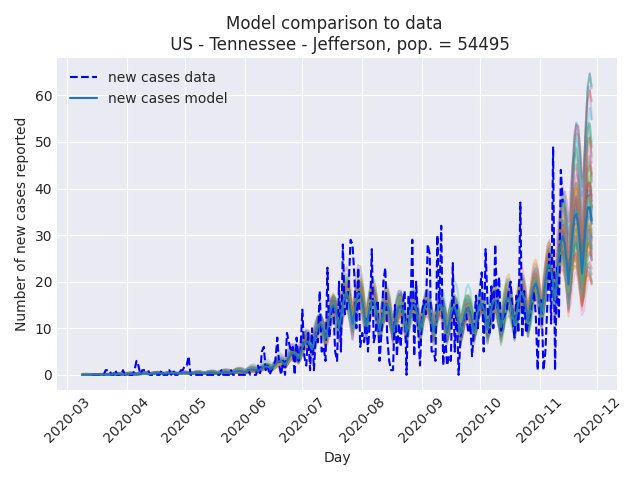 Model comparison to data
US - Tennessee - Jefferson, pop. = 54495
new cases data
new cases model
Number of new cases reported
60
50
40
30
20
10
0
2020-03
2020-04
2020-05
2020-06
2020-07
2020-08
2020-09
2020-10
2020-11
2020-12
Day